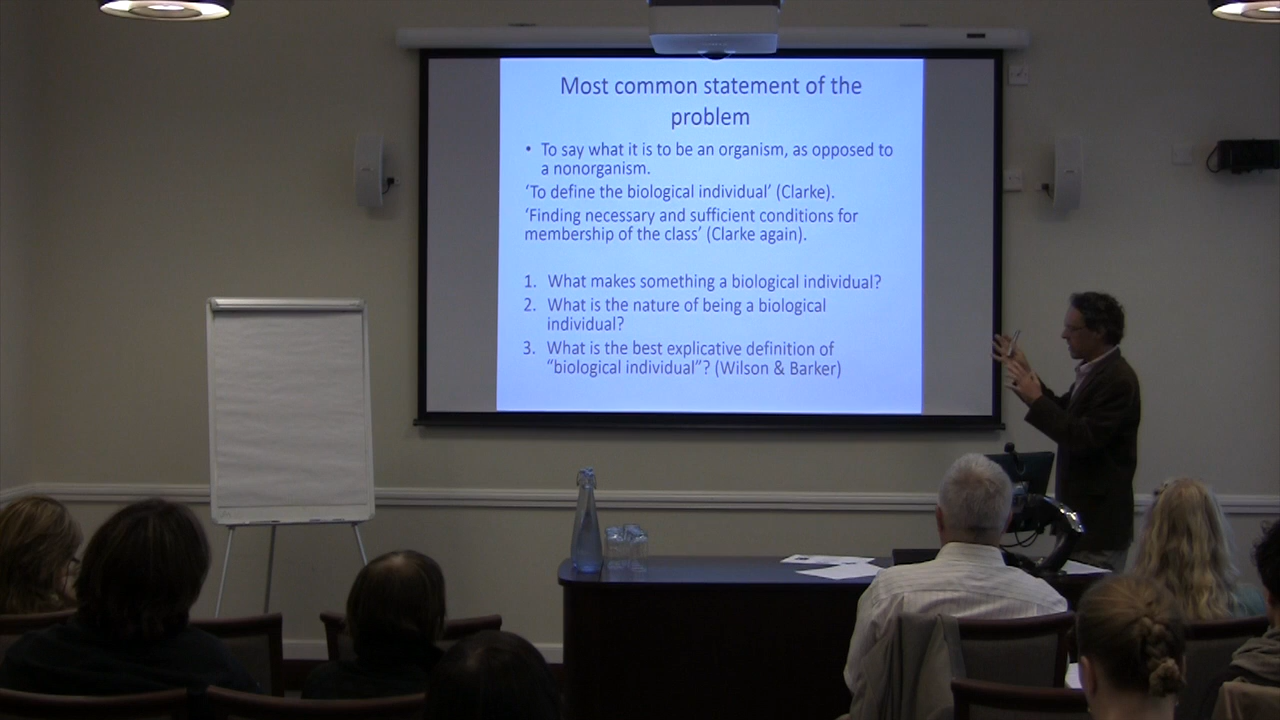 Most common statement of the
problem
• To say what it is to be an organism, as opposed to
a nonorganism.
‘To define the biological individual’ (Clarke).
‘Finding necessary and sufficient conditions for
membership of the class’ (Clarke again).
1. What makes something a biological individual?
2. What is the nature of being a biological
individual?
3. What is the best explicative definition of
“biological individual”? (Wilson & Barker)